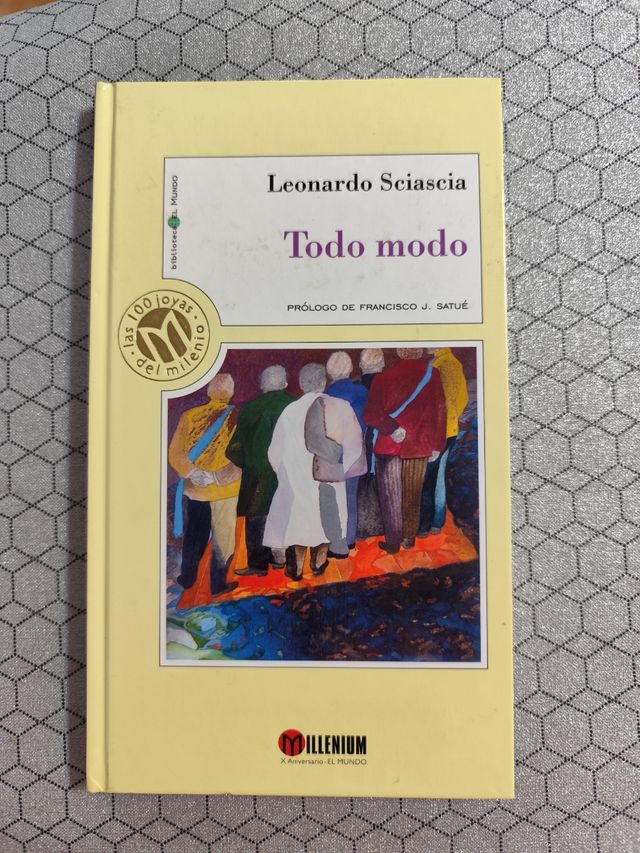 Leonardo Sciascia
Todo modo
PRÓLOGO DE FRANCISCO J. SATUÉ
biblioteca EL MUNDO
· las 100 joyas ·
del milenio
MILLENIUM
X Aniversario - EL MUNDO